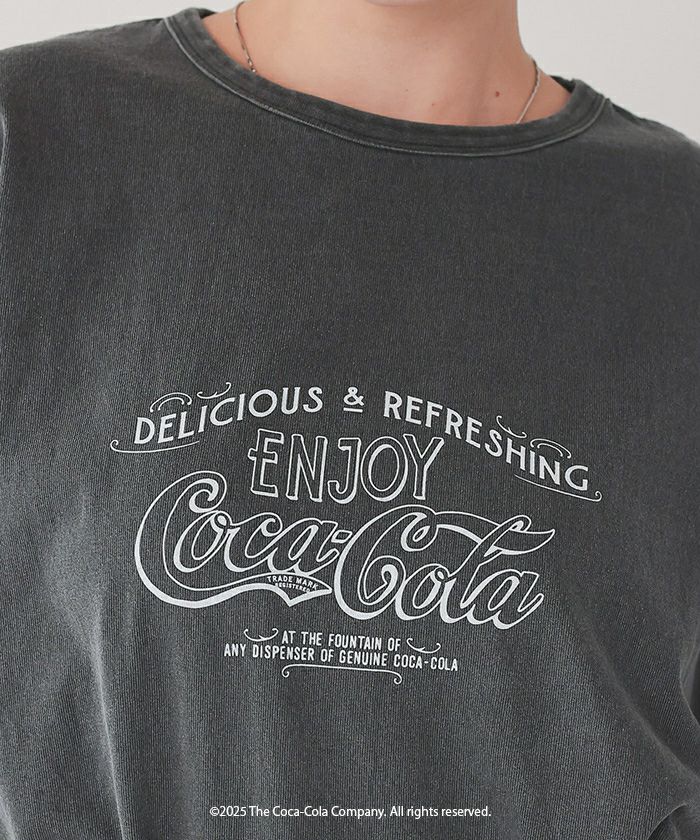 DELICIOUS & REFRESHING
ENJOY
Coca-Cola
TRADE MARK
REGISTERED
AT THE FOUNTAIN OF
ANY DISPENSER OF GENUINE COCA-COLA
©2025 The Coca-Cola Company. All rights reserved.